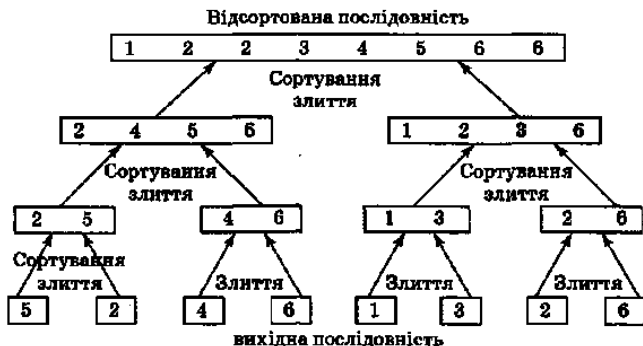 Відсортована послідовність
1 2 2 3 4 5 6 6
Сортування
злиття
2 4 5 6
1 2 3 6
Сортування
злиття
Сортування
злиття
2 5
4 6
1 3
2 6
Сортування
злиття
Злиття
Злиття
Злиття
5
2
4
6
1
3
2
6
вихідна послідовність